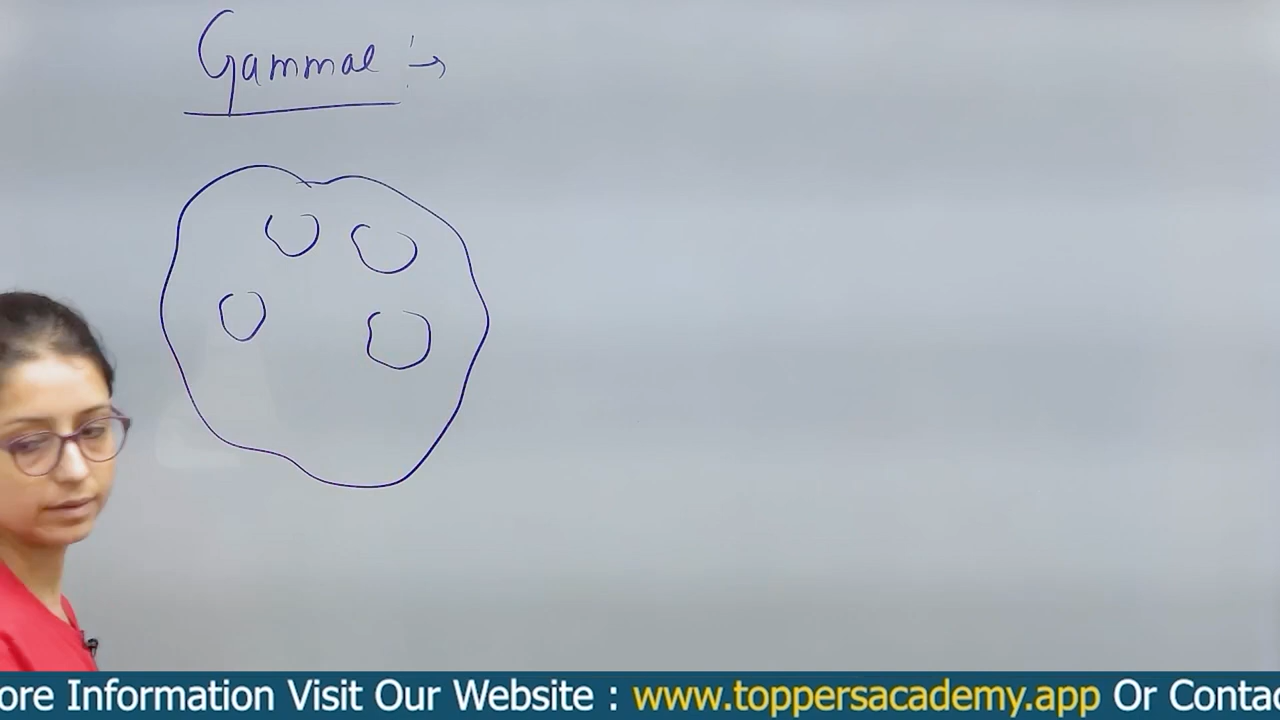 Gammae :→
ore Information Visit Our Website : www.toppersacademy.app Or Contac